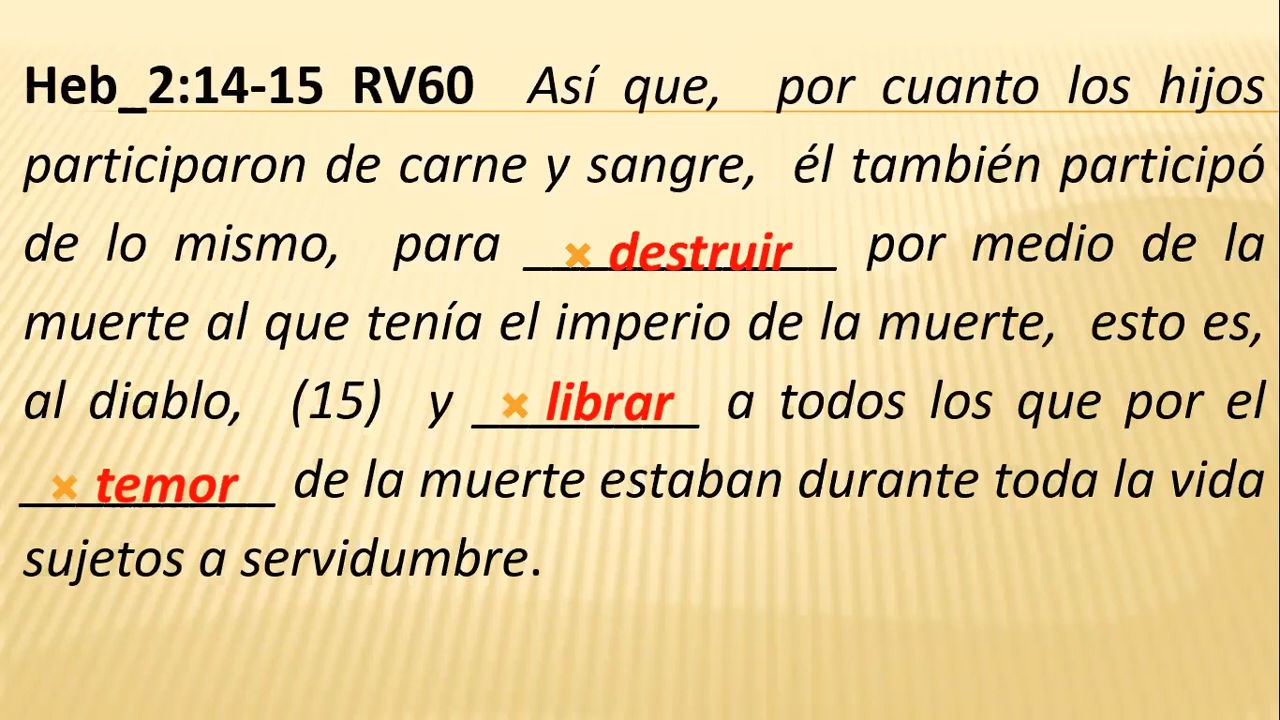 Heb_2:14-15 RV60 Así que, por cuanto los hijos
participaron de carne y sangre, él también participó
de lo mismo, para ____________ destruir por medio de la
muerte al que tenía el imperio de la muerte, esto es,
al diablo, (15) y _________ librar a todos los que por el
__________ temor de la muerte estaban durante toda la vida
sujetos a servidumbre.